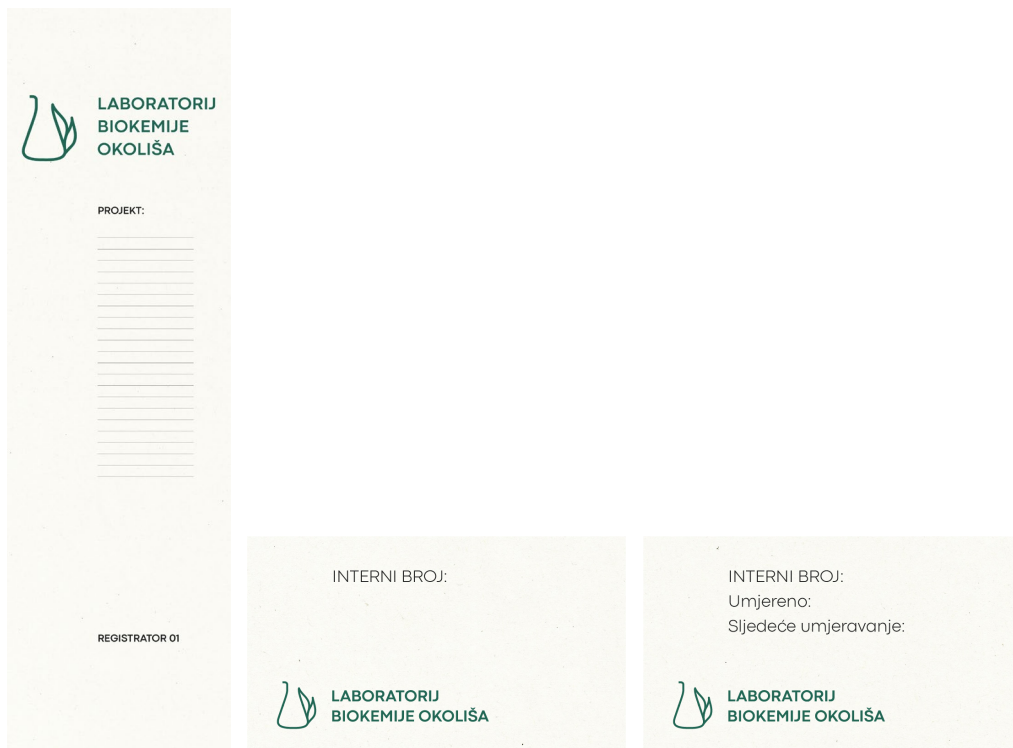 LABORATORIJ
BIOKEMIJE
OKOLIŠA
PROJEKT:
REGISTRATOR 01
INTERNI BROJ:
LABORATORIJ
BIOKEMIJE OKOLIŠA
INTERNI BROJ:
Umjereno:
Sljedeće umjeravanje:
LABORATORIJ
BIOKEMIJE OKOLIŠA